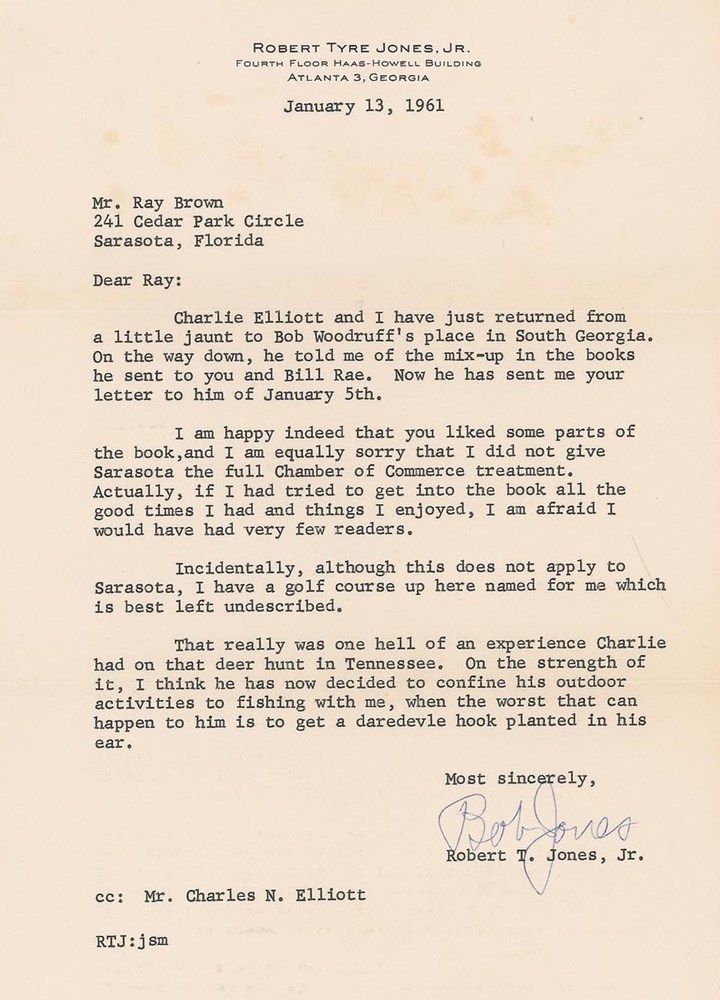 ROBERT TYRE JONES, JR.
FOURTH FLOOR HAAS-HOWELL BUILDING
ATLANTA 3, GEORGIA
January 13, 1961
Mr. Ray Brown
241 Cedar Park Circle
Sarasota, Florida
Dear Ray:
Charlie Elliott and I have just returned from
a little jaunt to Bob Woodruff's place in South Georgia.
On the way down, he told me of the mix-up in the books
he sent to you and Bill Rae.  Now he has sent me your
letter to him of January 5th.
I am happy indeed that you liked some parts of
the book,and I am equally sorry that I did not give
Sarasota the full Chamber of Commerce treatment.
Actually, if I had tried to get into the book all the
good times I had and things I enjoyed, I am afraid I
would have had very few readers.
Incidentally, although this does not apply to
Sarasota, I have a golf course up here named for me which
is best left undescribed.
That really was one hell of an experience Charlie
had on that deer hunt in Tennessee.  On the strength of
it, I think he has now decided to confine his outdoor
activities to fishing with me, when the worst that can
happen to him is to get a daredevle hook planted in his
ear.
Most sincerely,
Bob Jones
Robert T. Jones, Jr.
cc:  Mr. Charles N. Elliott
RTJ:jsm